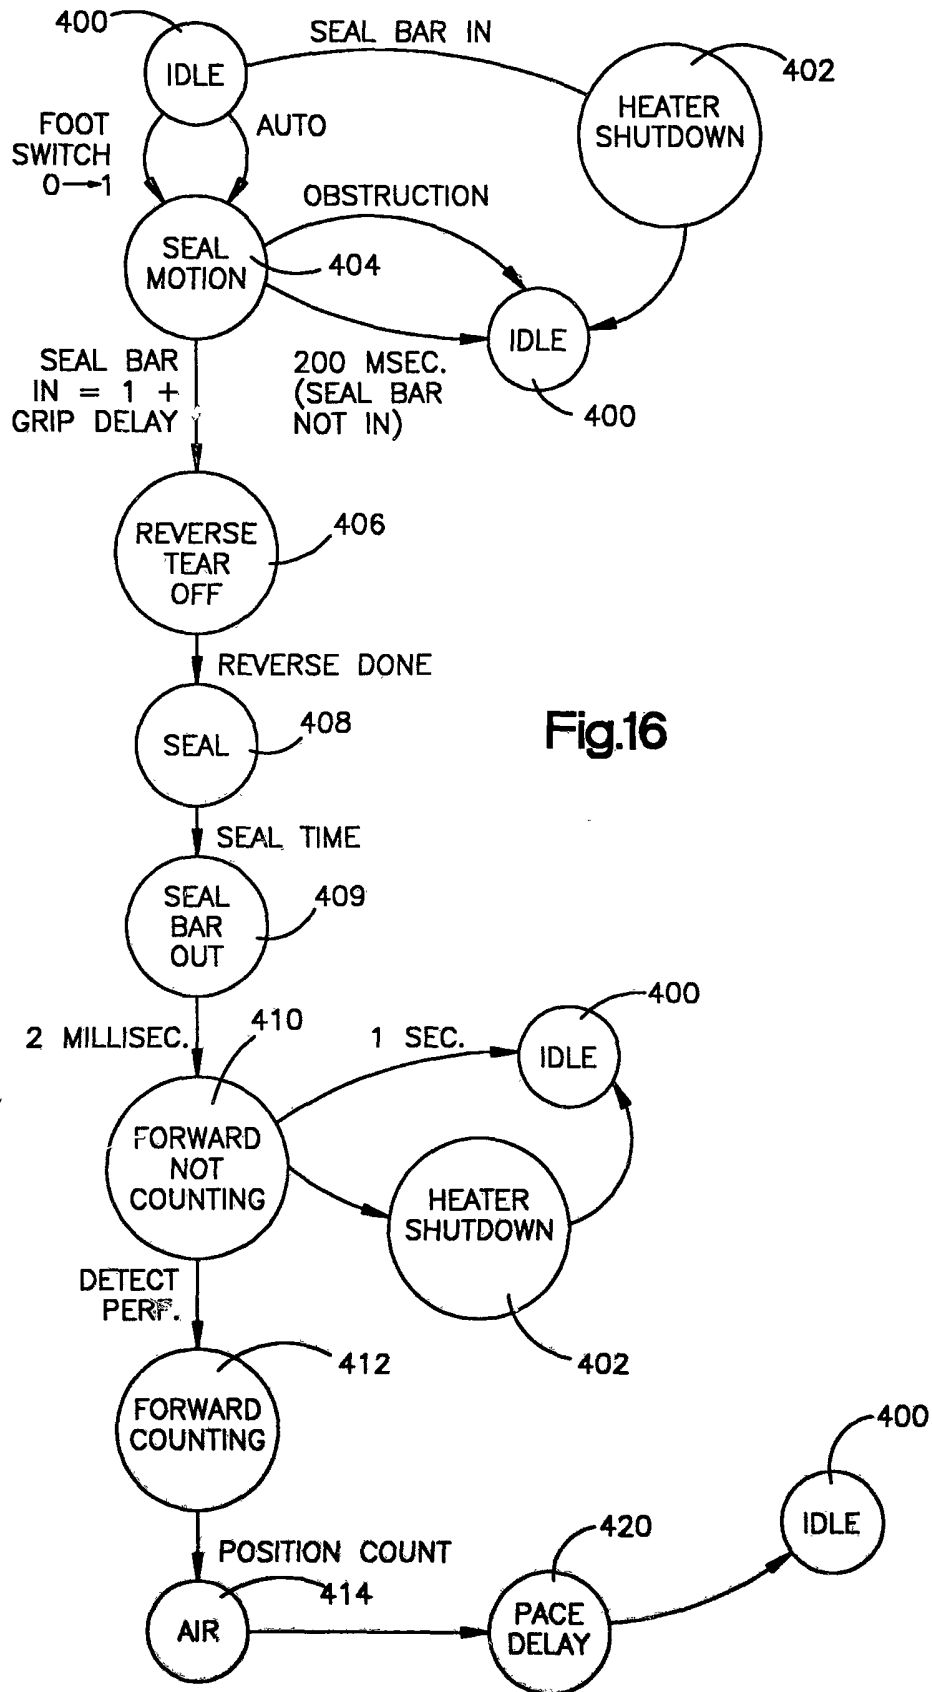 400
SEAL BAR IN
IDLE
402
HEATER
SHUTDOWN
FOOT
SWITCH
0→1
AUTO
OBSTRUCTION
SEAL
MOTION
404
IDLE
SEAL BAR
IN = 1 +
GRIP DELAY
200 MSEC.
(SEAL BAR
NOT IN)
400
REVERSE
TEAR
OFF
406
REVERSE DONE
SEAL
408
Fig.16
SEAL TIME
SEAL
BAR
OUT
409
2 MILLISEC.
410
1 SEC.
400
IDLE
FORWARD
NOT
COUNTING
HEATER
SHUTDOWN
DETECT
PERF.
402
412
FORWARD
COUNTING
400
IDLE
POSITION COUNT
414
420
AIR
PACE
DELAY